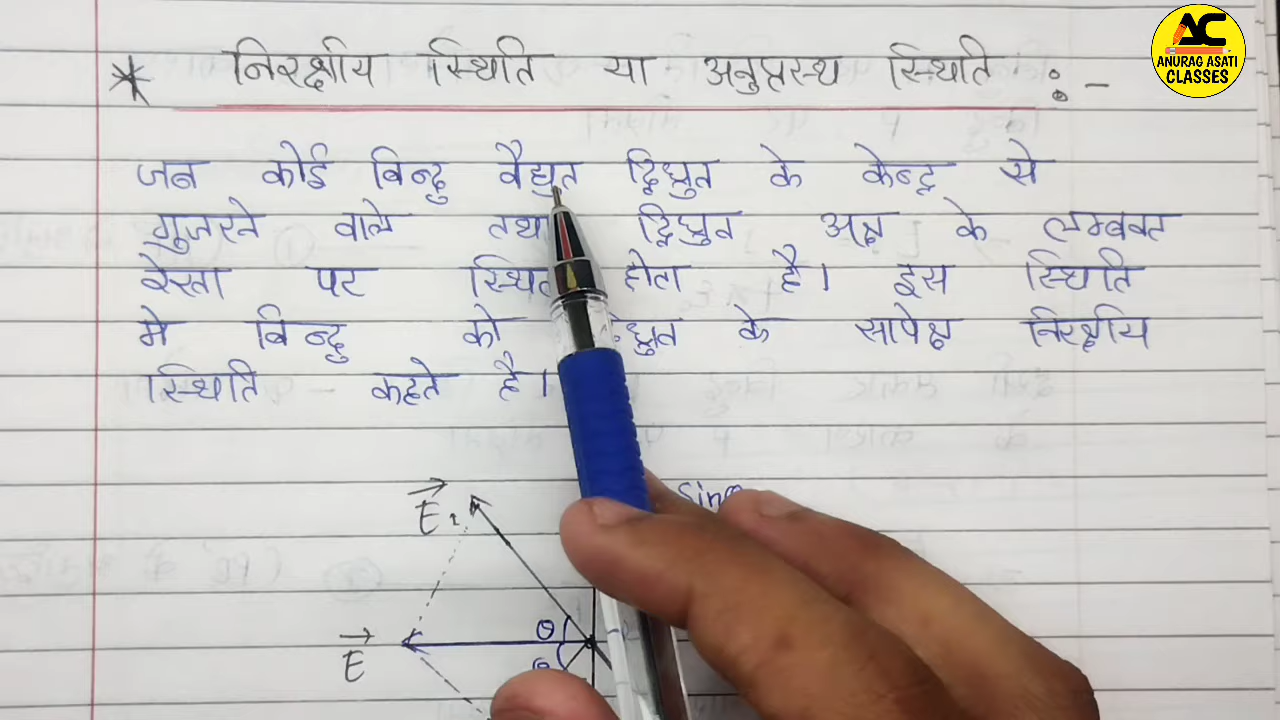 * निरक्षीय स्थिति या अनुप्रस्थ स्थिति :-
AC
ANURAG ASATI
CLASSES
जब कोई बिन्दु वैद्युत द्विध्रुव के केन्द्र से
गुजरने वाले तथा द्विध्रुव अक्ष के लम्बवत
रेखा पर स्थित होता है। इस स्थिति
मे बिन्दु को के सापेक्ष निरक्षीय
स्थिति कहते है।
E
θ
E